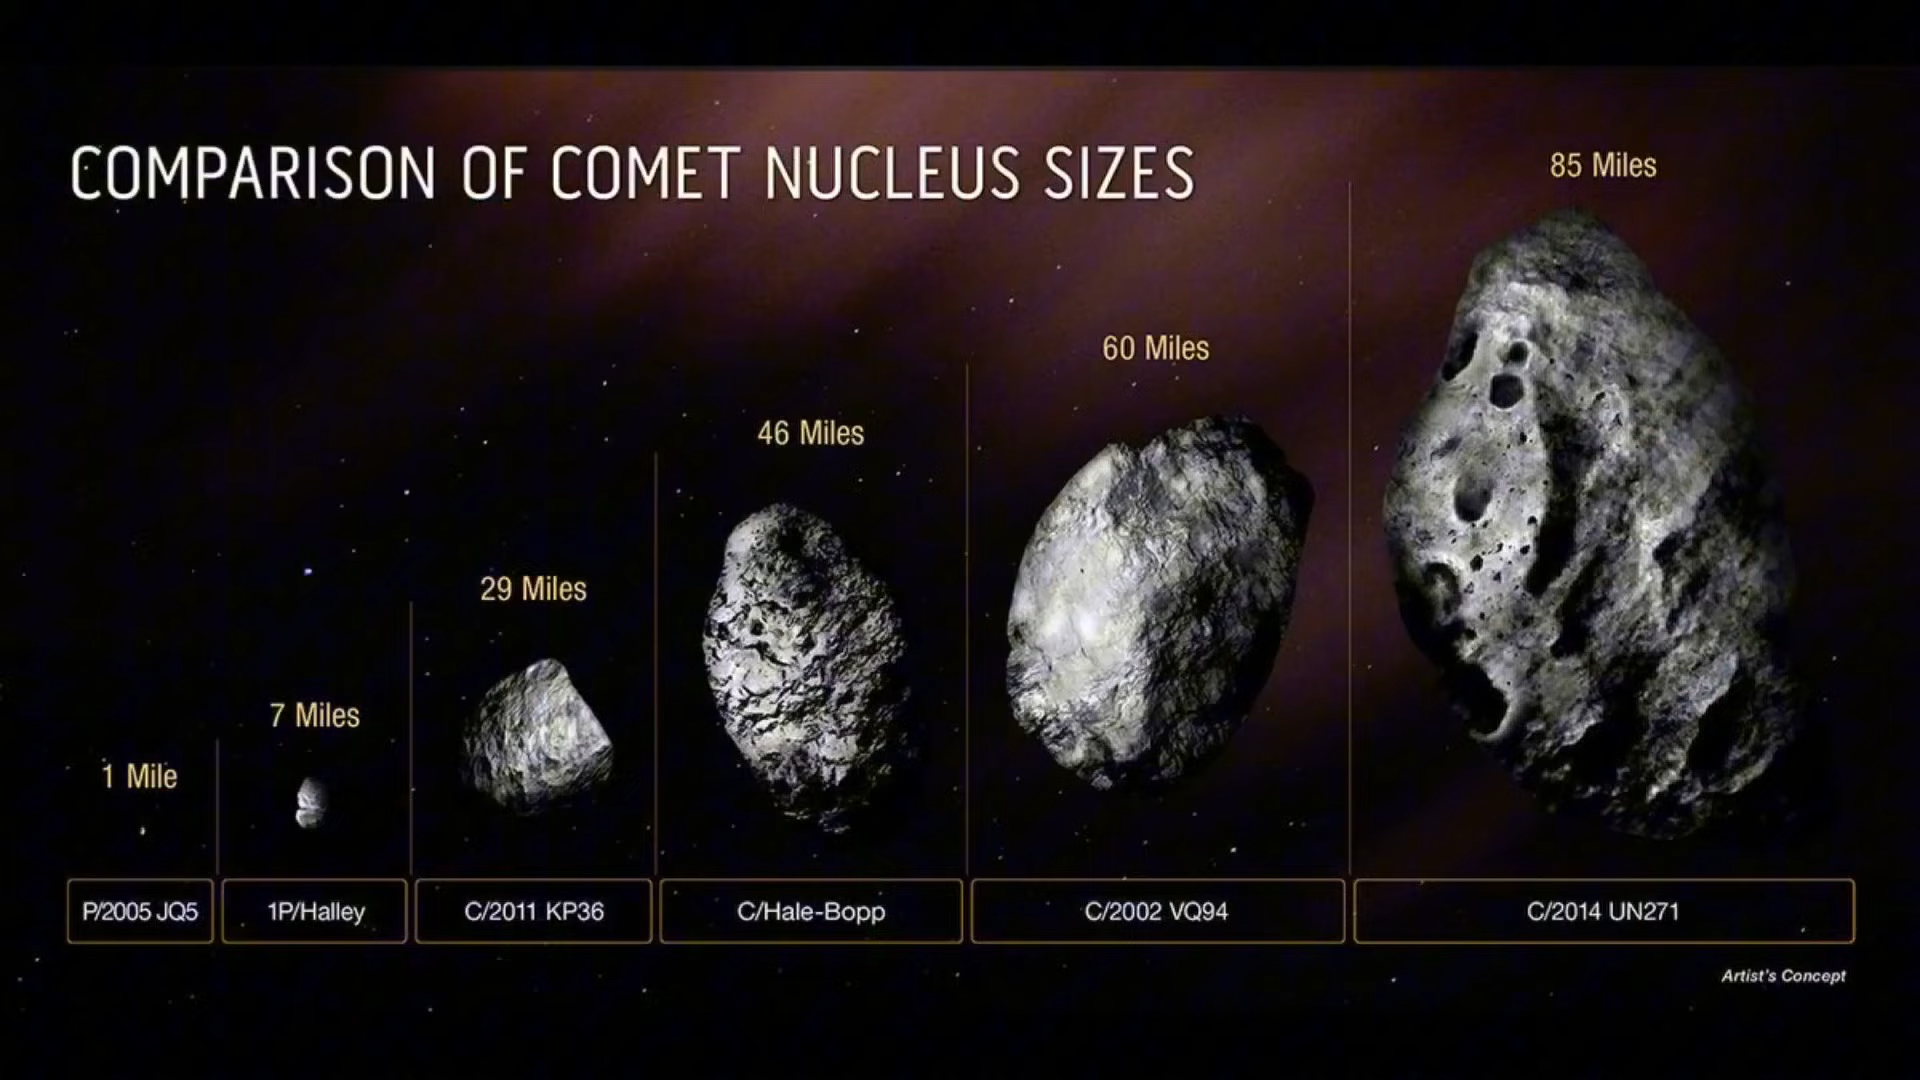 COMPARISON OF COMET NUCLEUS SIZES
1 Mile
7 Miles
29 Miles
46 Miles
60 Miles
85 Miles
P/2005 JQ5
1P/Halley
C/2011 KP36
C/Hale-Bopp
C/2002 VQ94
C/2014 UN271
Artist's Concept